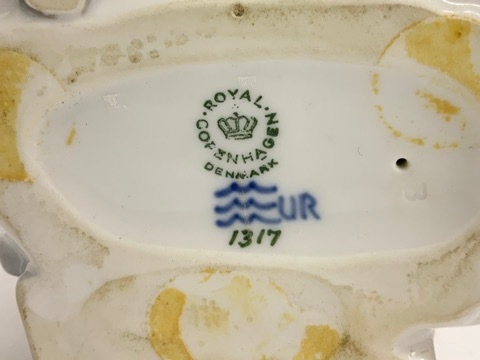 ROYAL
COPENHAGEN
DENMARK
UR
1317